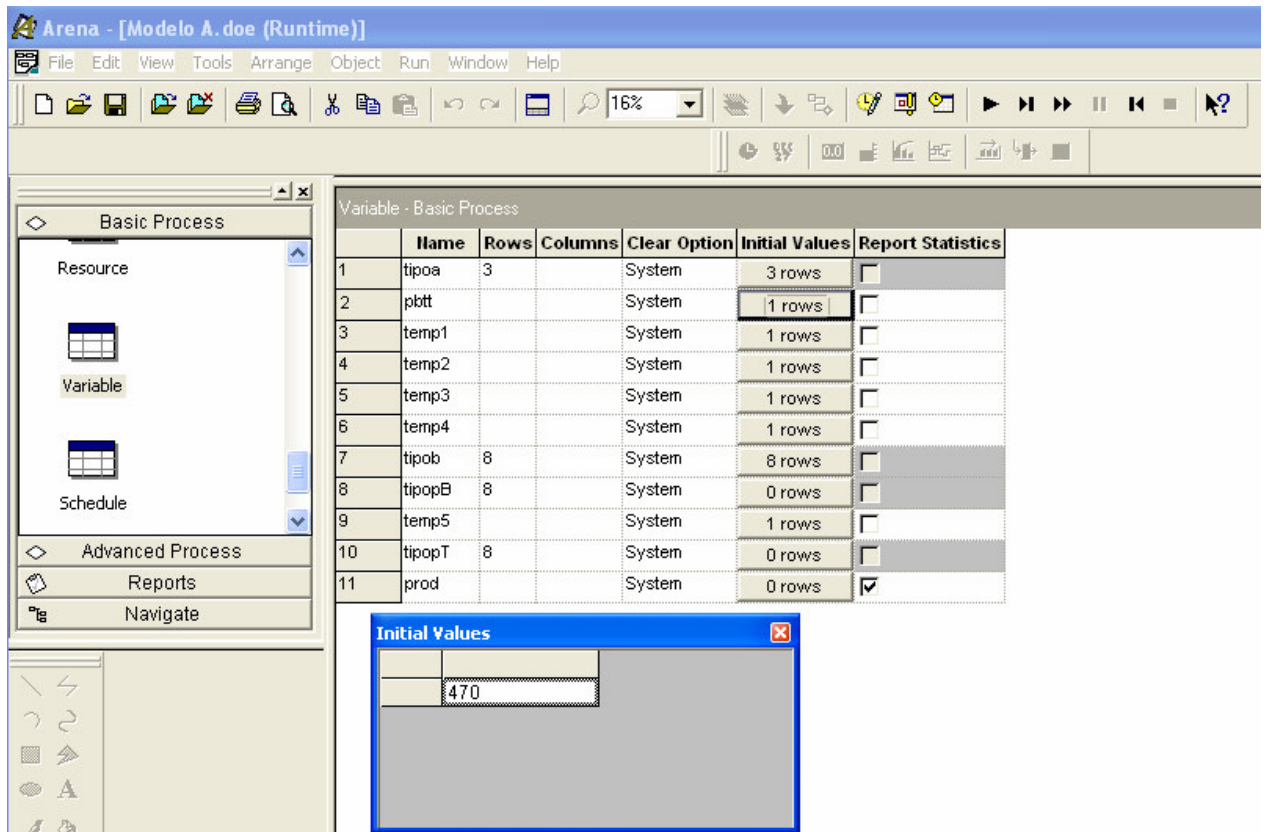 Arena - [Modelo A.doe (Runtime)]
File Edit View Tools Arrange Object Run Window Help
16%
Basic Process
Resource
Variable
Schedule
Advanced Process
Reports
Navigate
A
Variable - Basic Process
Name Rows Columns Clear Option Initial Values Report Statistics
1 tipoa 3 System 3 rows
2 pbtt System 1 rows
3 temp1 System 1 rows
4 temp2 System 1 rows
5 temp3 System 1 rows
6 temp4 System 1 rows
7 tipob 8 System 8 rows
8 tipopB 8 System 0 rows
9 temp5 System 1 rows
10 tipopT 8 System 0 rows
11 prod System 0 rows
Initial Values
470